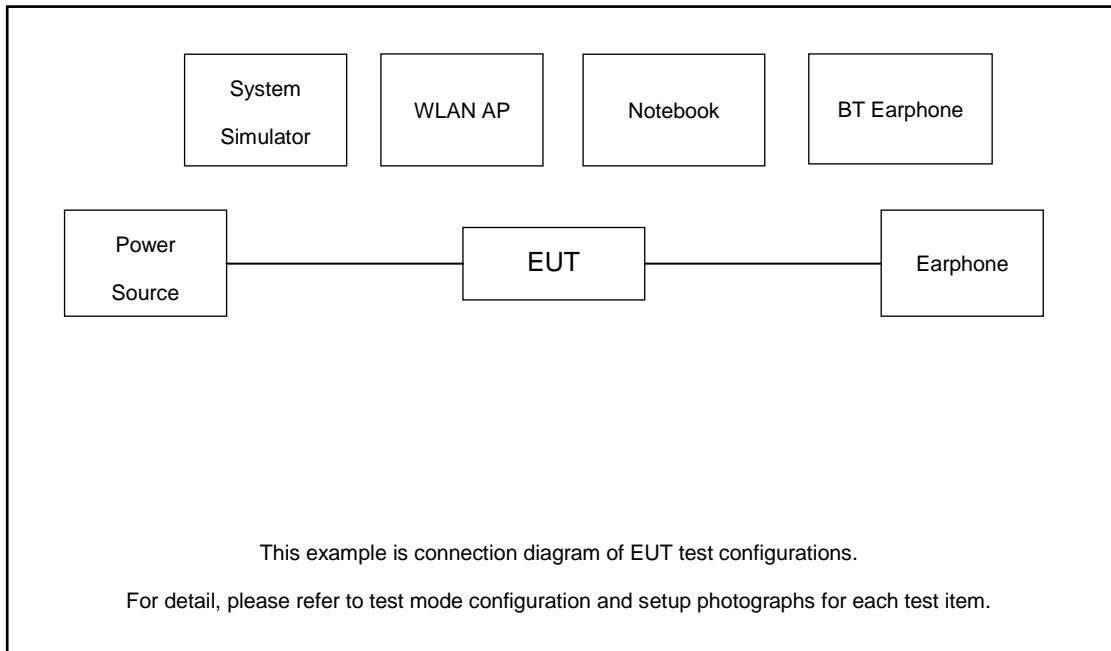 System
Simulator
WLAN AP
Notebook
BT Earphone
Power
Source
EUT
Earphone
This example is connection diagram of EUT test configurations.
For detail, please refer to test mode configuration and setup photographs for each test item.